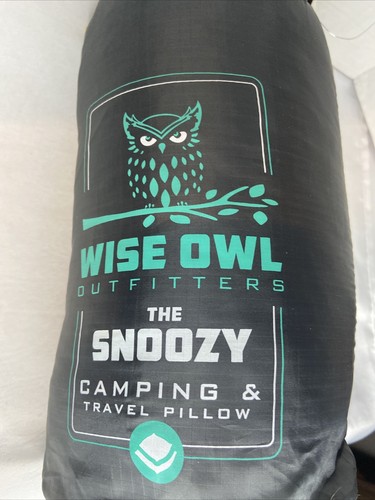 WISE OWL
OUTFITTERS
THE
SNOOZY
CAMPING &
TRAVEL PILLOW